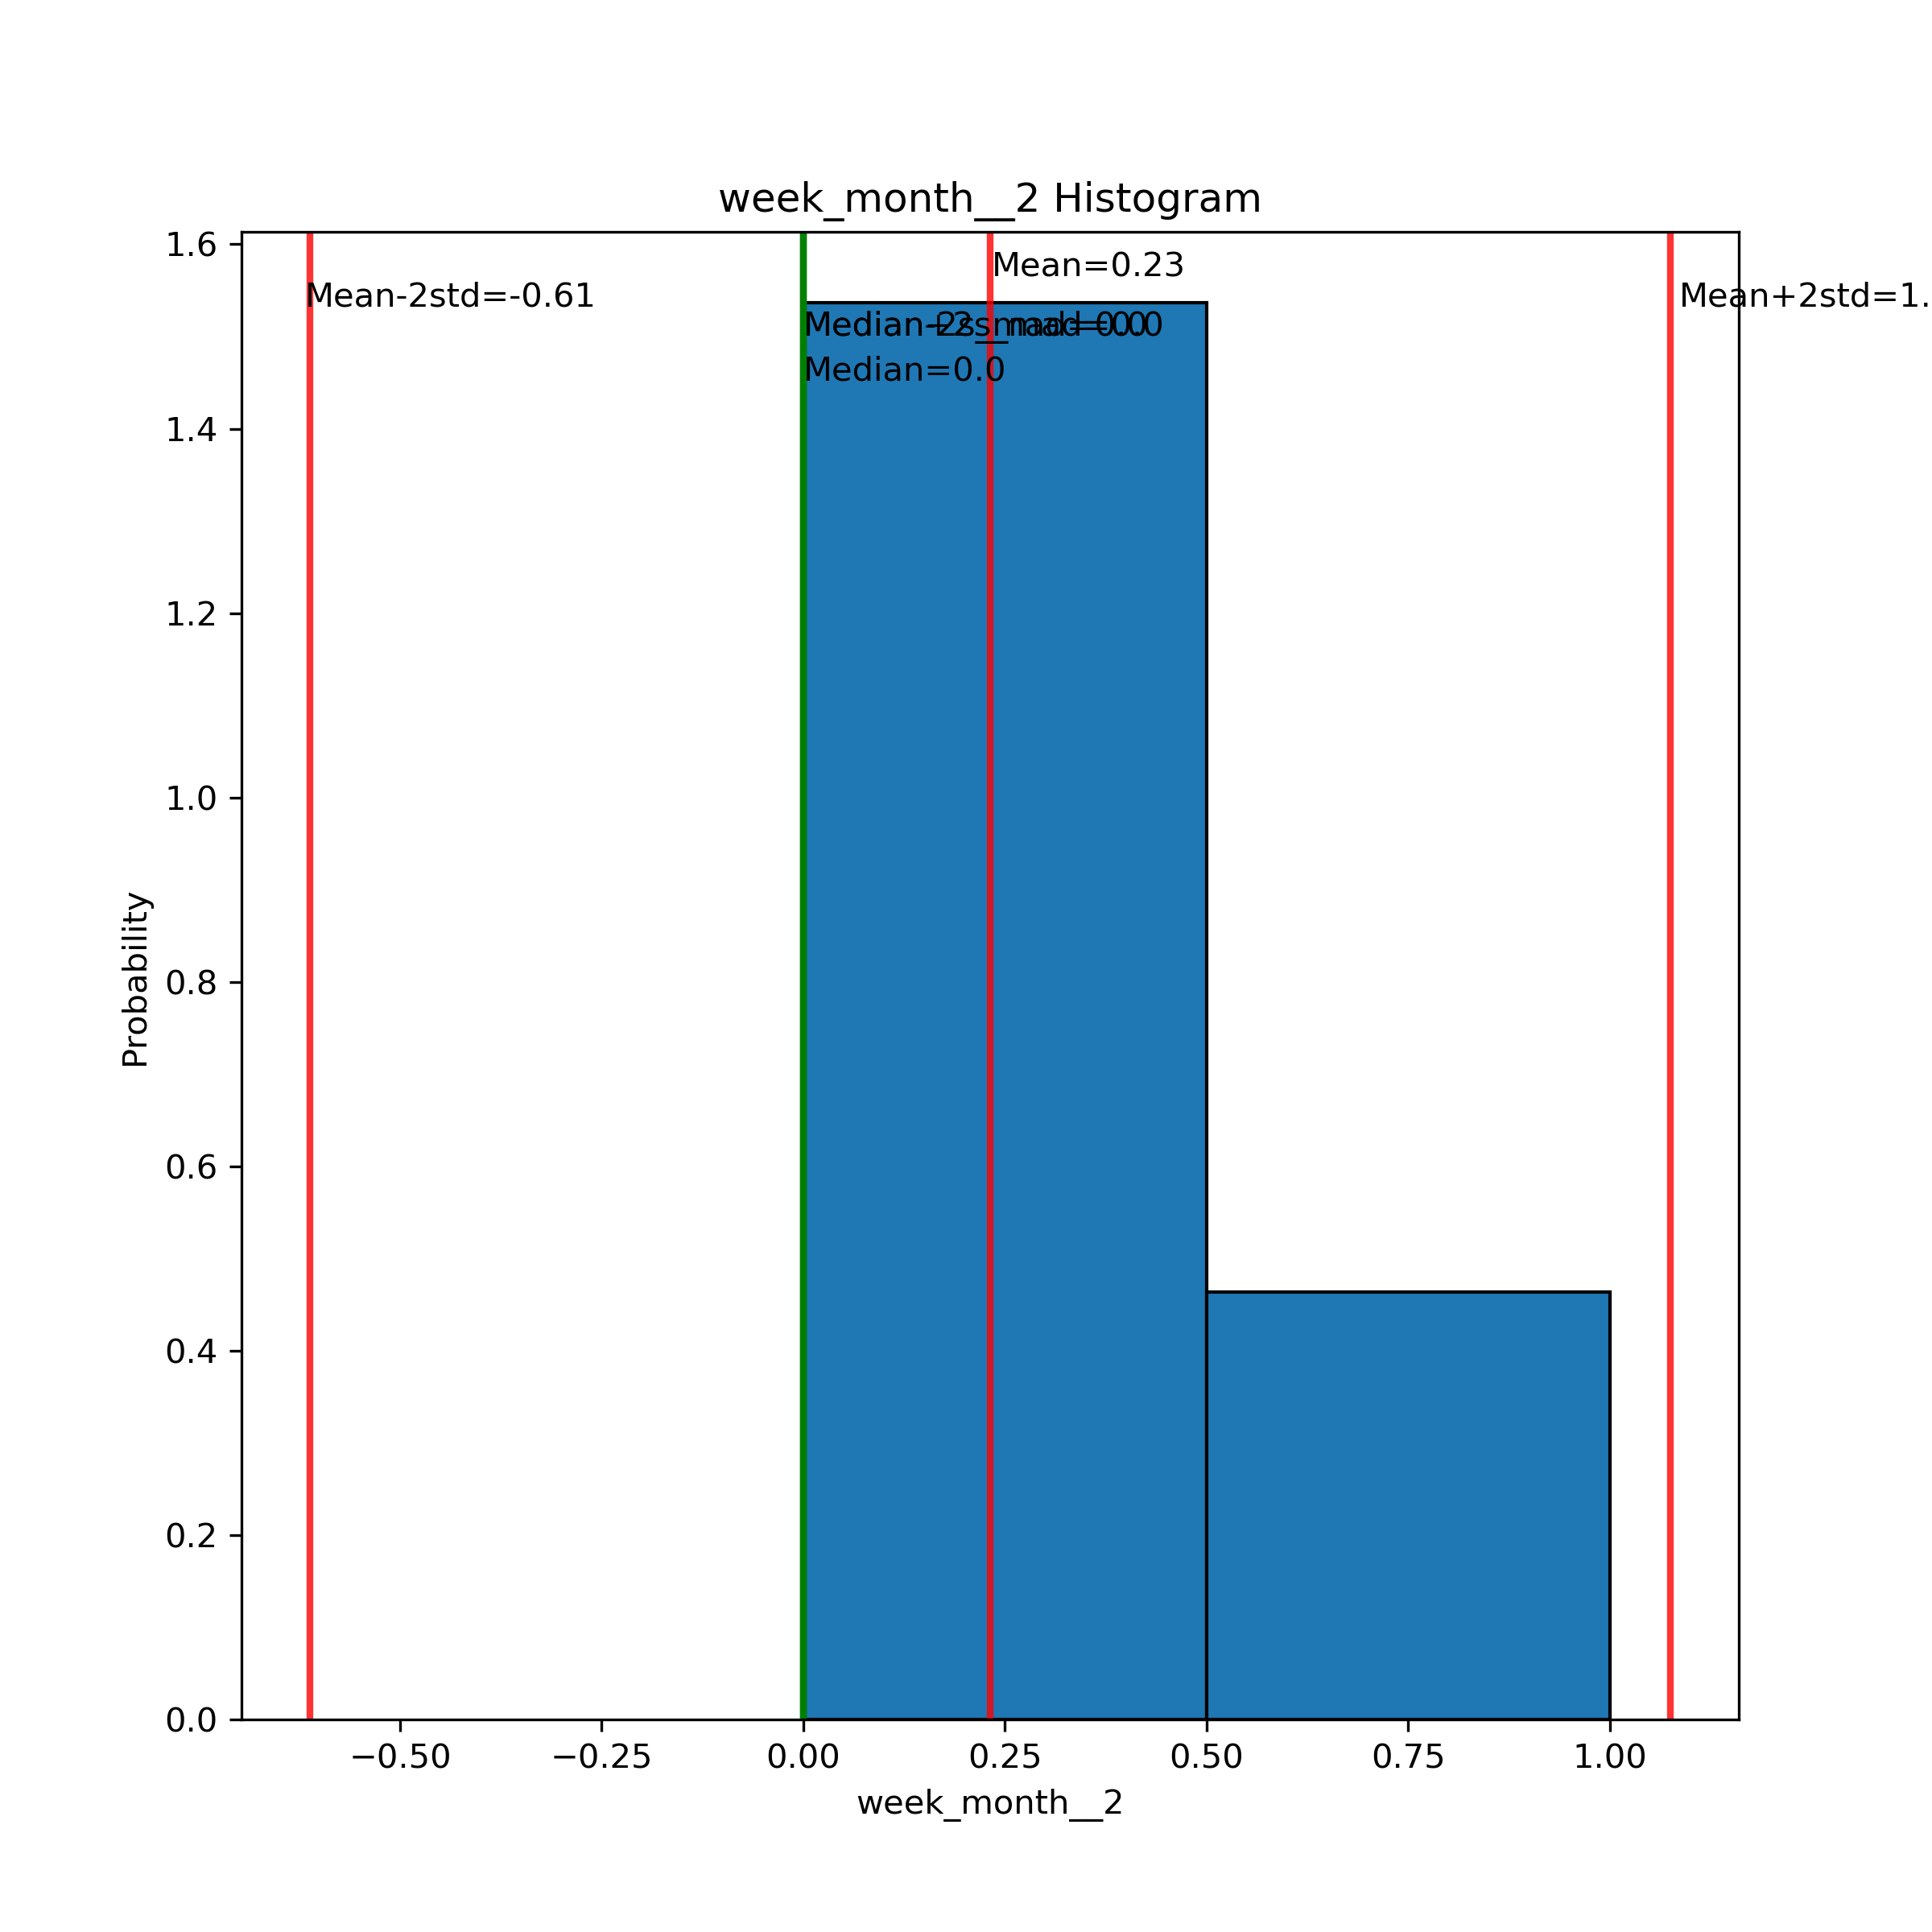 week_month__2 Histogram
1.6
Mean=0.23
Mean-2std=-0.61
Mean+2std=1.
Median=0.0
1.4
1.2
1.0
0.8
0.6
0.4
0.2
0.0
Probability
−0.50
−0.25
0.00
0.25
0.50
0.75
1.00
week_month__2